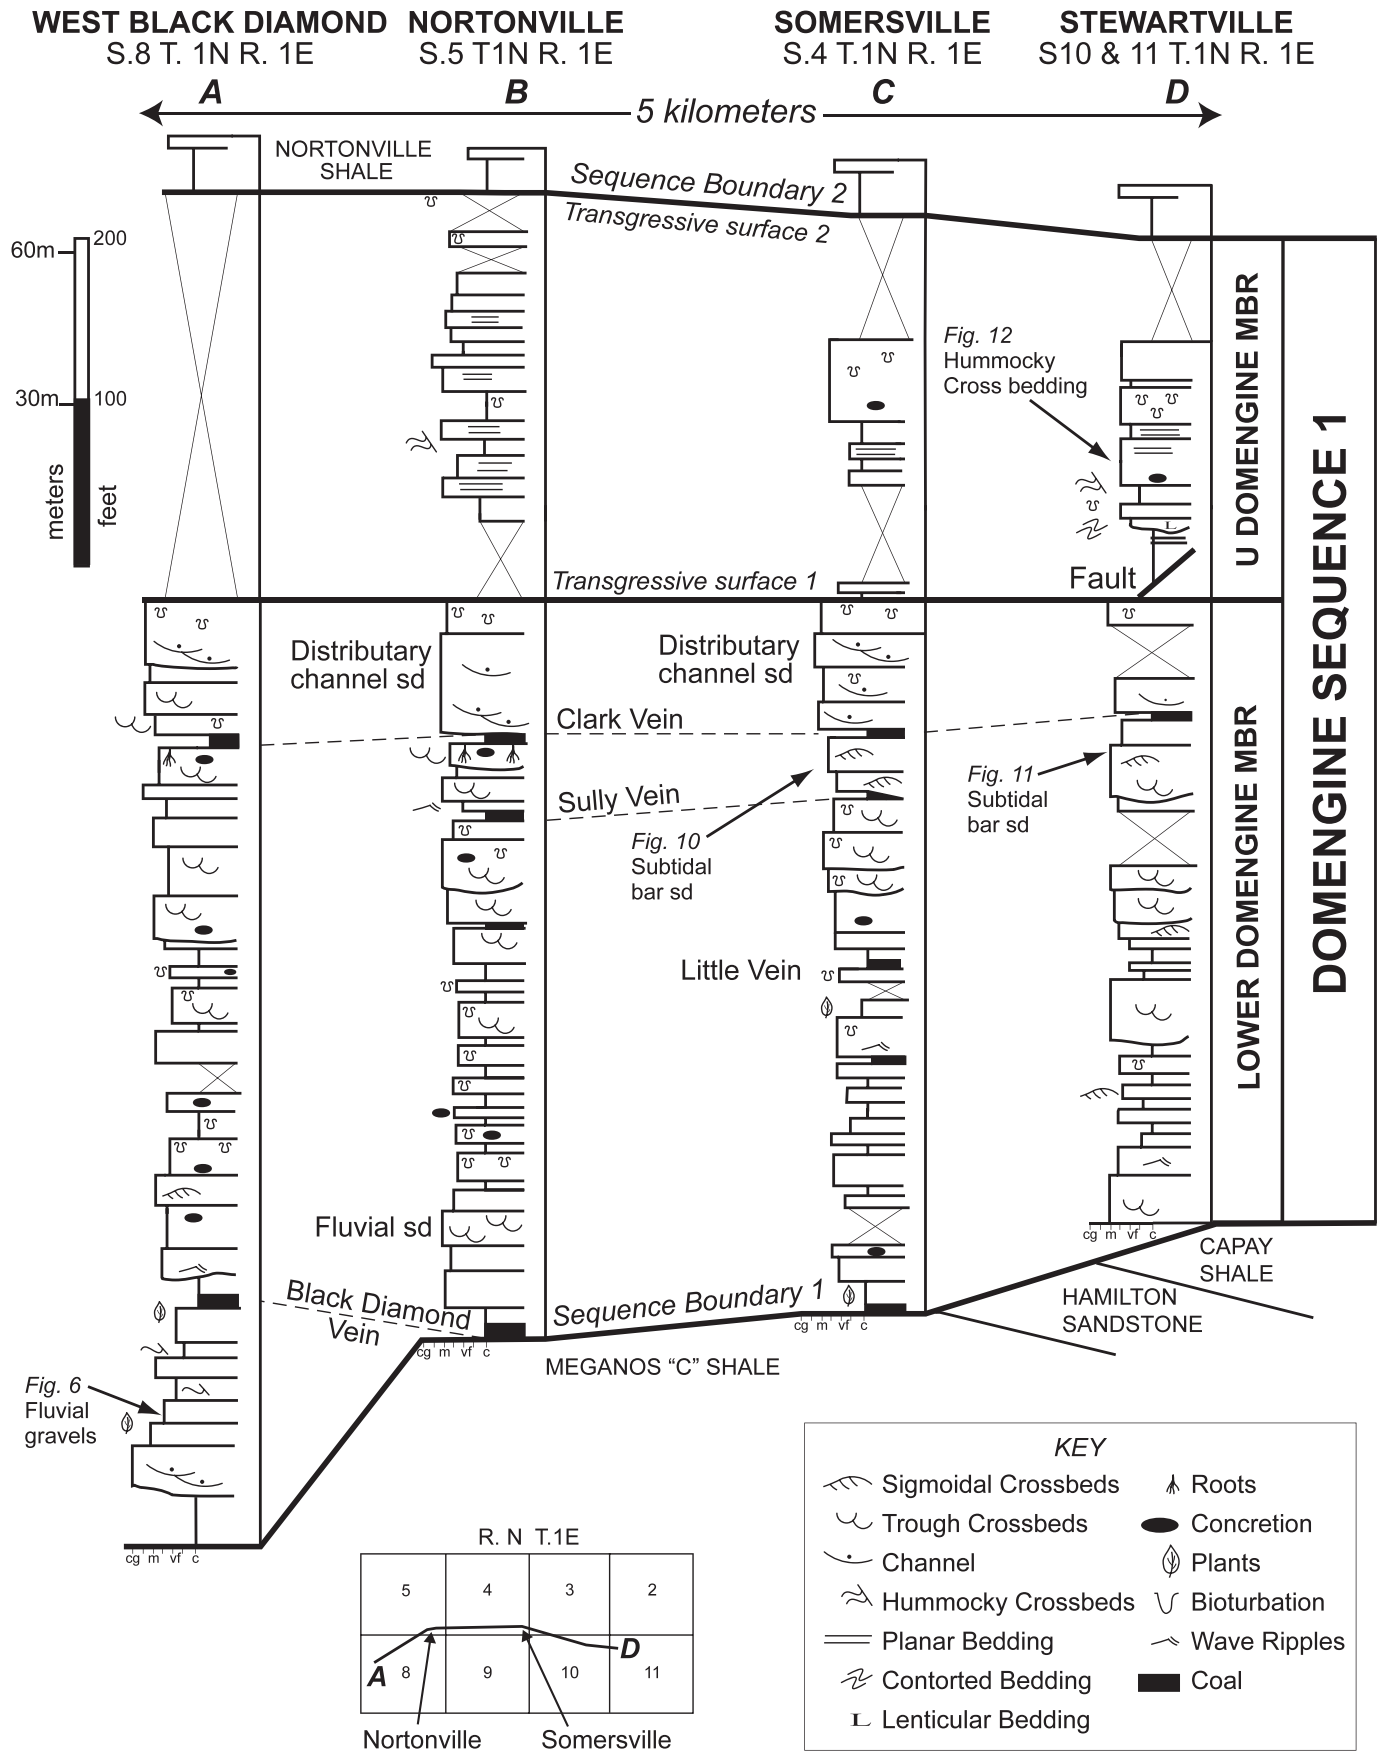 WEST BLACK DIAMOND
S.8 T. 1N R. 1E
A
NORTONVILLE
S.5 T1N R. 1E
B
SOMERSVILLE
S.4 T.1N R. 1E
C
STEWARTVILLE
S10 & 11 T.1N R. 1E
D
5 kilometers
NORTONVILLE
SHALE
Sequence Boundary 2
Transgressive surface 2
60m
200
30m
100
meters
feet
Fig. 12
Hummocky
Cross bedding
L
Fault
Transgressive surface 1
U DOMENGINE MBR
DOMENGINE SEQUENCE 1
LOWER DOMENGINE MBR
Distributary
channel sd
Distributary
channel sd
Clark Vein
Sully Vein
Fig. 10
Subtidal
bar sd
Fig. 11
Subtidal
bar sd
Little Vein
Fluvial sd
Black Diamond
Vein
Sequence Boundary 1
cg m vf c
cg m vf c
cg m vf c
cg m vf c
CAPAY
SHALE
HAMILTON
SANDSTONE
MEGANOS “C” SHALE
Fig. 6
Fluvial
gravels
R. N T.1E
5
4
3
2
A
8
9
10
D
11
Nortonville
Somersville
KEY
Sigmoidal Crossbeds
Trough Crossbeds
Channel
Hummocky Crossbeds
Planar Bedding
Contorted Bedding
L Lenticular Bedding
Roots
Concretion
Plants
Bioturbation
Wave Ripples
Coal